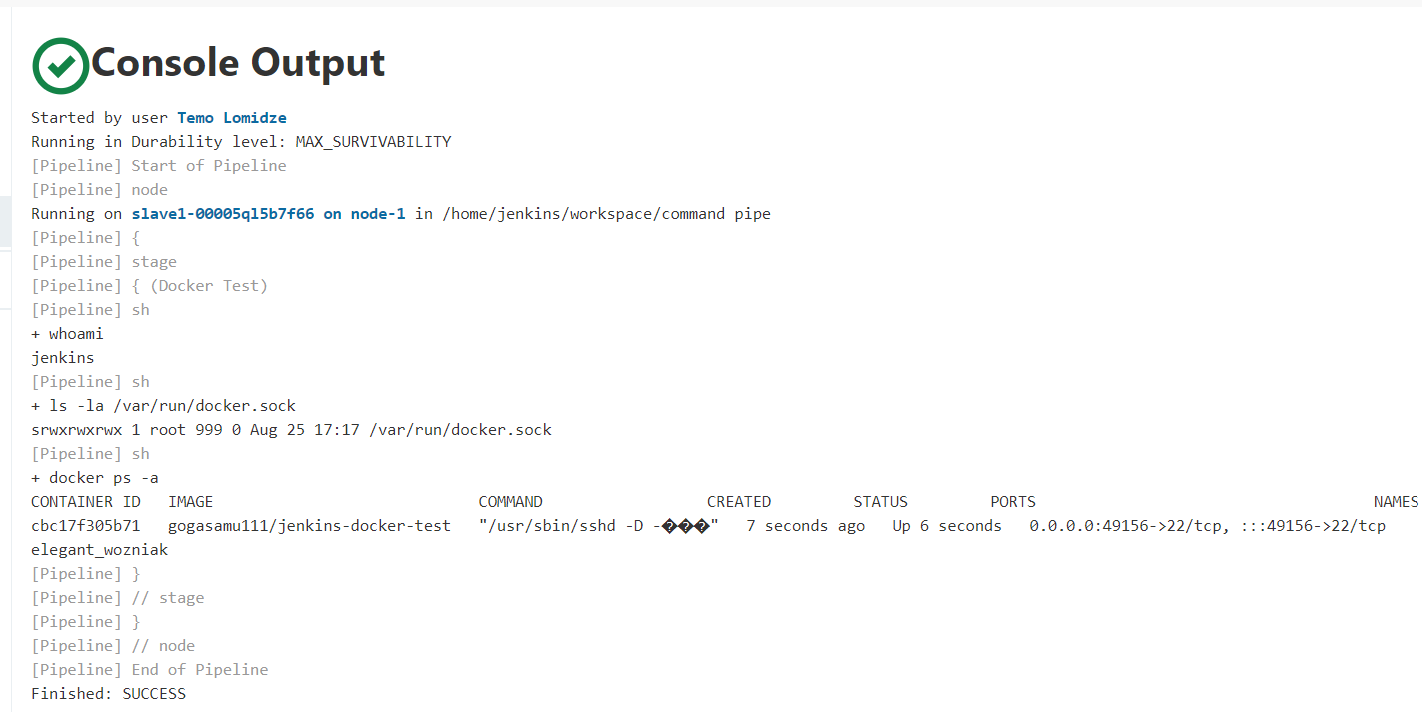 Console Output
Started by user Temo Lomidze
Running in Durability level: MAX_SURVIVABILITY
[Pipeline] Start of Pipeline
[Pipeline] node
Running on slave1-00005ql5b7f66 on node-1 in /home/jenkins/workspace/command pipe
[Pipeline] {
[Pipeline] stage
[Pipeline] { (Docker Test)
[Pipeline] sh
+ whoami
jenkins
[Pipeline] sh
+ ls -la /var/run/docker.sock
srwxrwxrwx 1 root 999 0 Aug 25 17:17 /var/run/docker.sock
[Pipeline] sh
+ docker ps -a
CONTAINER ID   IMAGE                             COMMAND                  CREATED         STATUS         PORTS                                     NAMES
cbc17f305b71   gogasamu111/jenkins-docker-test   "/usr/sbin/sshd -D -���"   7 seconds ago   Up 6 seconds   0.0.0.0:49156->22/tcp, :::49156->22/tcp
elegant_wozniak
[Pipeline] }
[Pipeline] // stage
[Pipeline] }
[Pipeline] // node
[Pipeline] End of Pipeline
Finished: SUCCESS